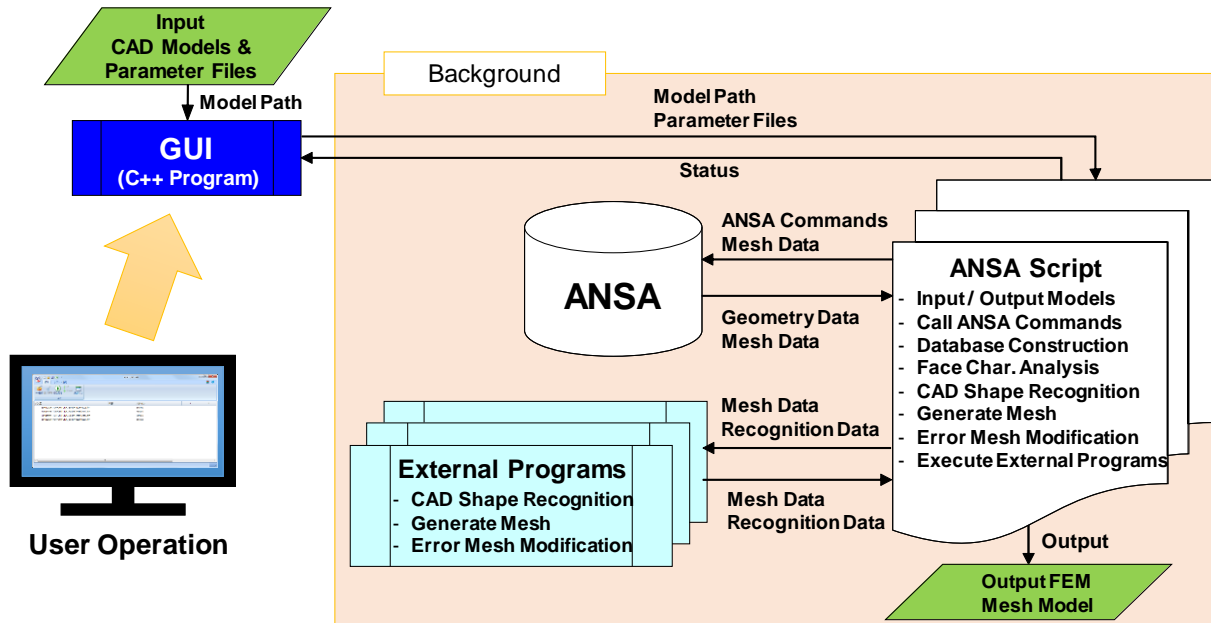 Input
CAD Models &
Parameter Files
Model Path
GUI
(C++ Program)
User Operation
Background
Model Path
Parameter Files
Status
ANSA Commands
Mesh Data
ANSA
Geometry Data
Mesh Data
ANSA Script
- Input / Output Models
- Call ANSA Commands
- Database Construction
- Face Char. Analysis
- CAD Shape Recognition
- Generate Mesh
- Error Mesh Modification
- Execute External Programs
Mesh Data
Recognition Data
External Programs
- CAD Shape Recognition
- Generate Mesh
- Error Mesh Modification
Mesh Data
Recognition Data
Output
Output FEM
Mesh Model